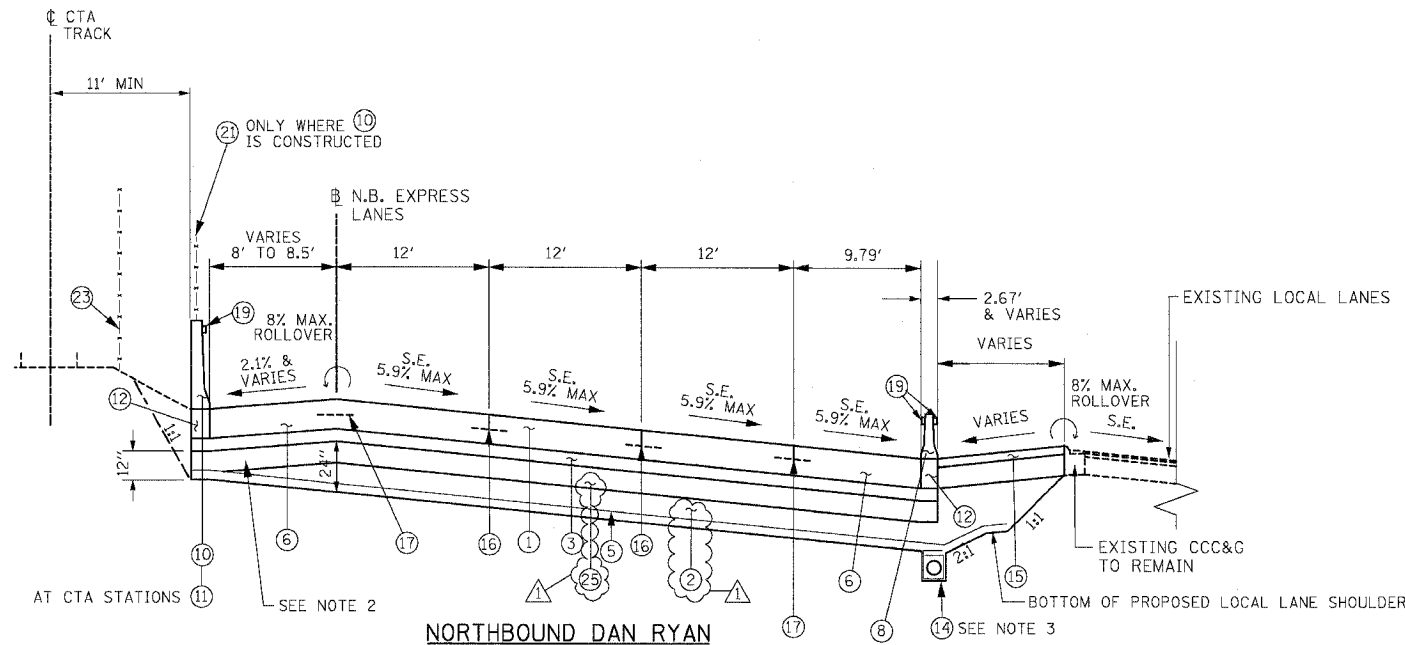 ℄ CTA
TRACK
11' MIN
21 ONLY WHERE 10
IS CONSTRUCTED
N.B. EXPRESS
LANES
VARIES
8' TO 8.5'
12'
12'
12'
9.79'
2.67'
& VARIES
EXISTING LOCAL LANES
VARIES
23
19
8% MAX.
ROLLOVER
2.1% &
VARIES
S.E.
5.9% MAX
S.E.
5.9% MAX
S.E.
5.9% MAX
S.E.
5.9% MAX
19
VARIES
8% MAX.
ROLLOVER
S.E.
12
1:1
12"
24"
12
10
6
17
16
1
3
25
5
16
2
17
6
8
15
2:1
1:1
EXISTING CCC&G
TO REMAIN
1
1
AT CTA STATIONS 11
SEE NOTE 2
BOTTOM OF PROPOSED LOCAL LANE SHOULDER
14 SEE NOTE 3
NORTHBOUND DAN RYAN